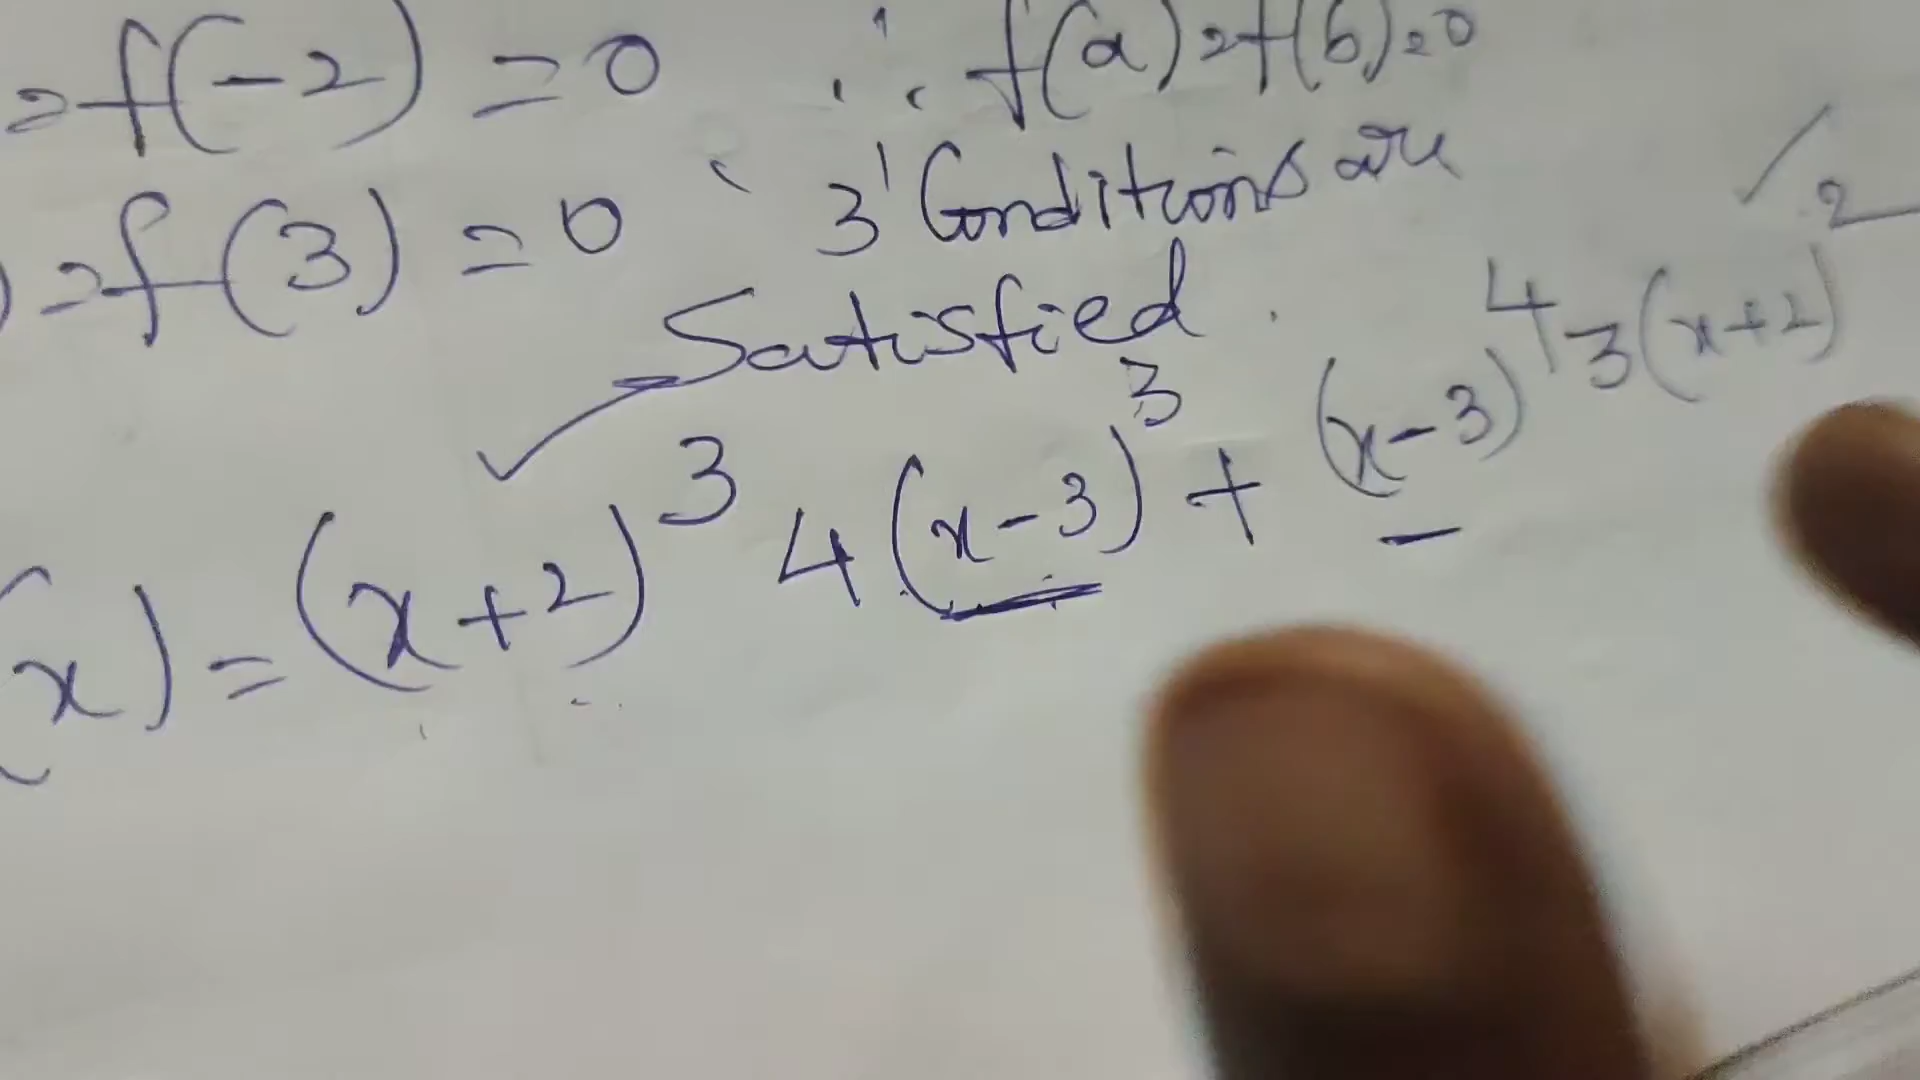 =f(-2) = 0 ∴ f(a)=f(b)=0
)=f(3) = 0 ∵ 3 Conditions are
Satisfied.
(x) = (x+2)³ 4(x-3)³ + (x-3)⁴ 3(x+2)²